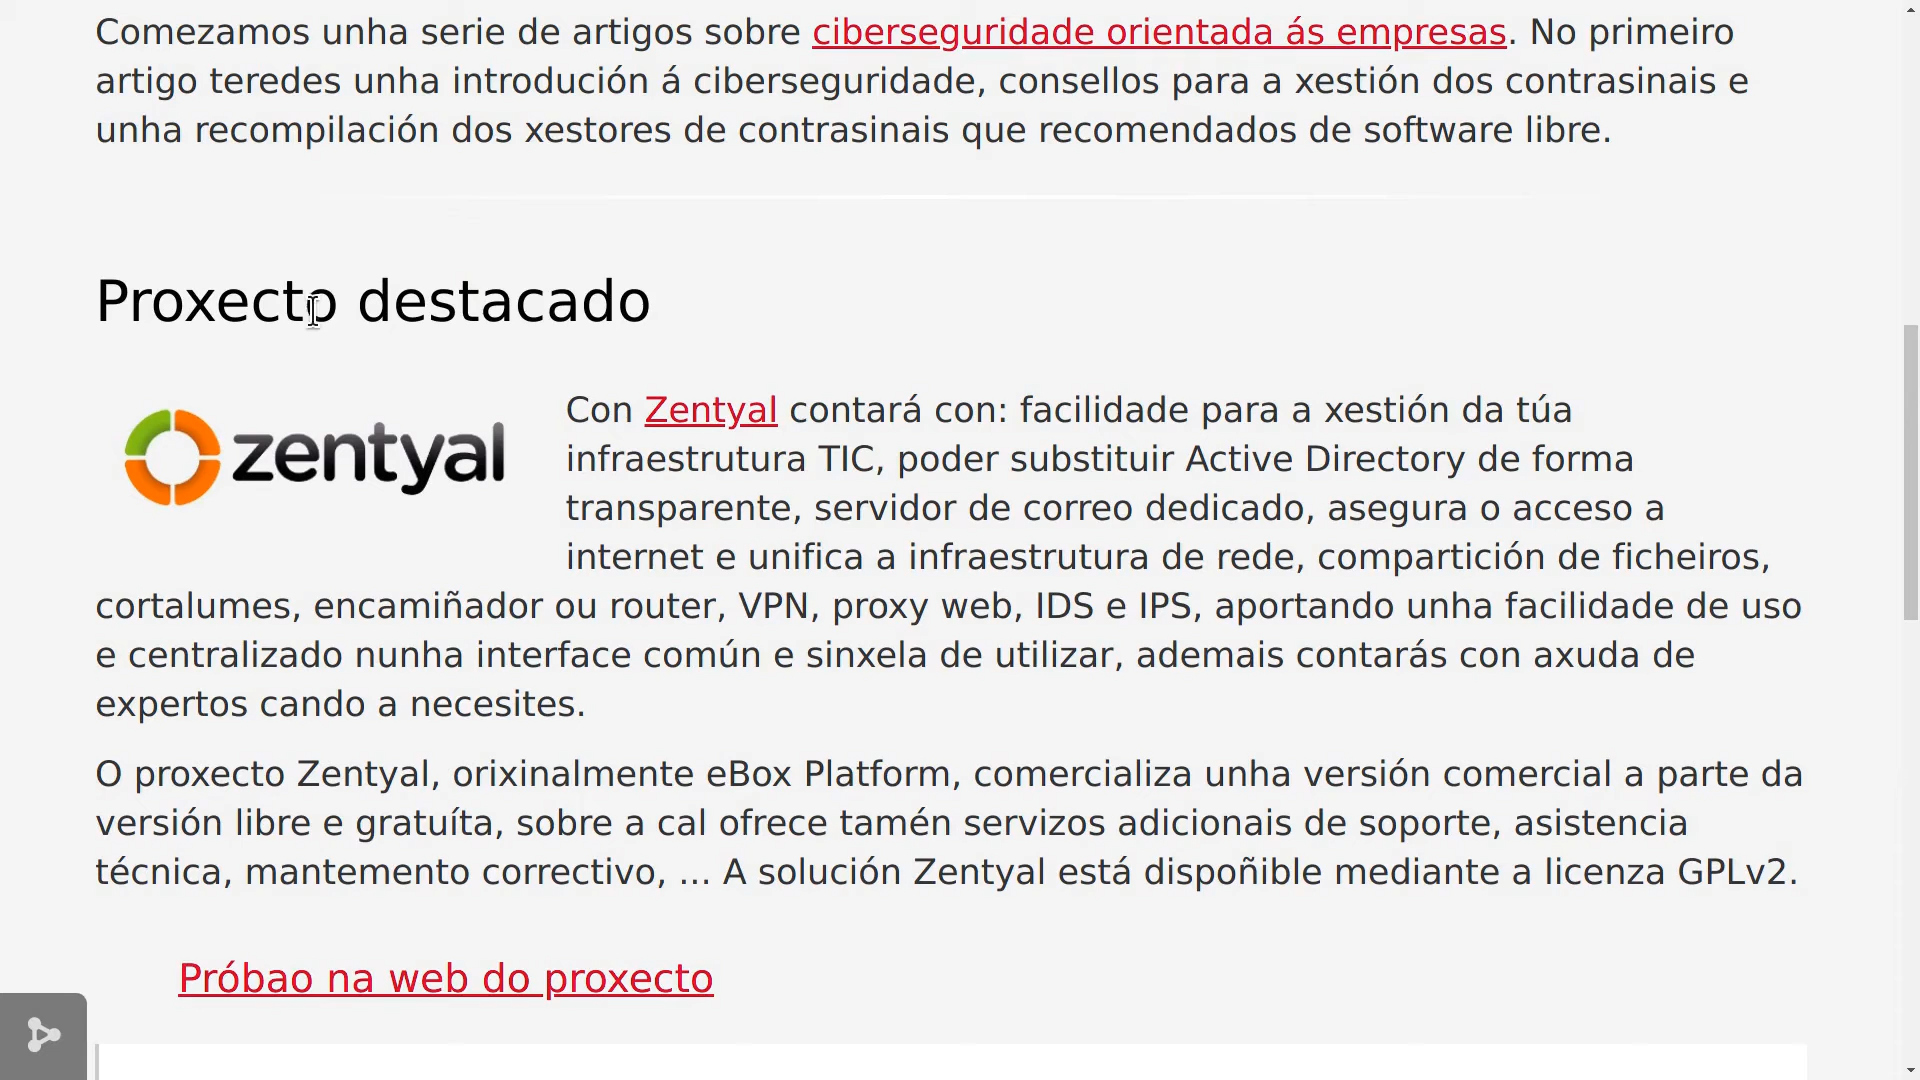 Comezamos unha serie de artigos sobre ciberseguridade orientada ás empresas. No primeiro
artigo teredes unha introdución á ciberseguridade, consellos para a xestión dos contrasinais e
unha recompilación dos xestores de contrasinais que recomendados de software libre.
Proxecto destacado
zentyal
Con Zentyal contará con: facilidade para a xestión da túa
infraestrutura TIC, poder substituir Active Directory de forma
transparente, servidor de correo dedicado, asegura o acceso a
internet e unifica a infraestrutura de rede, compartición de ficheiros,
cortalumes, encamiñador ou router, VPN, proxy web, IDS e IPS, aportando unha facilidade de uso
e centralizado nunha interface común e sinxela de utilizar, ademais contarás con axuda de
expertos cando a necesites.
O proxecto Zentyal, orixinalmente eBox Platform, comercializa unha versión comercial a parte da
versión libre e gratuíta, sobre a cal ofrece tamén servizos adicionais de soporte, asistencia
técnica, mantemento correctivo, ... A solución Zentyal está dispoñible mediante a licenza GPLv2.
Próbao na web do proxecto